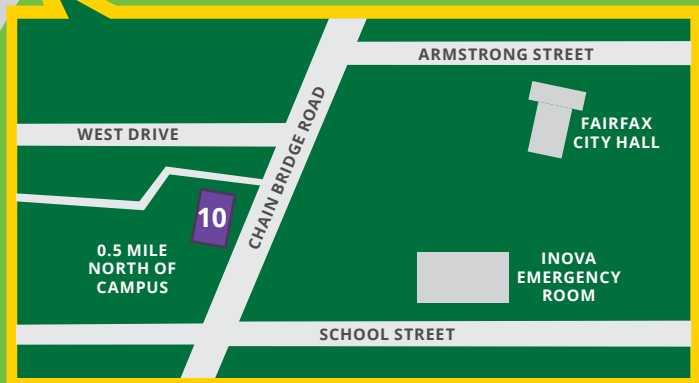 ARMSTRONG STREET
WEST DRIVE
CHAIN BRIDGE ROAD
FAIRFAX
CITY HALL
10
0.5 MILE
NORTH OF
CAMPUS
INOVA
EMERGENCY
ROOM
SCHOOL STREET